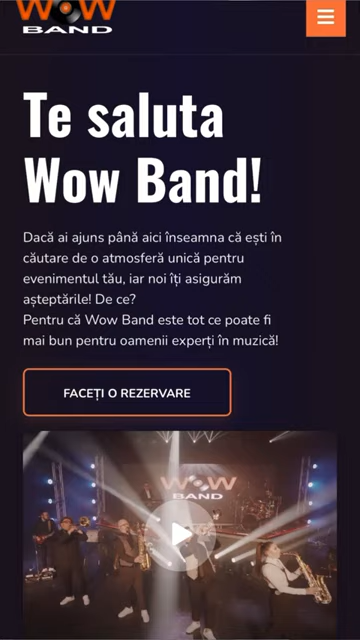 WOW
BAND
Te saluta
Wow Band!
Dacă ai ajuns până aici înseamna că ești în
căutare de o atmosferă unică pentru
evenimentul tău, iar noi îți asigurăm
așteptările! De ce?
Pentru că Wow Band este tot ce poate fi
mai bun pentru oamenii experți în muzică!
FACEȚI O REZERVARE
WOW
BAND